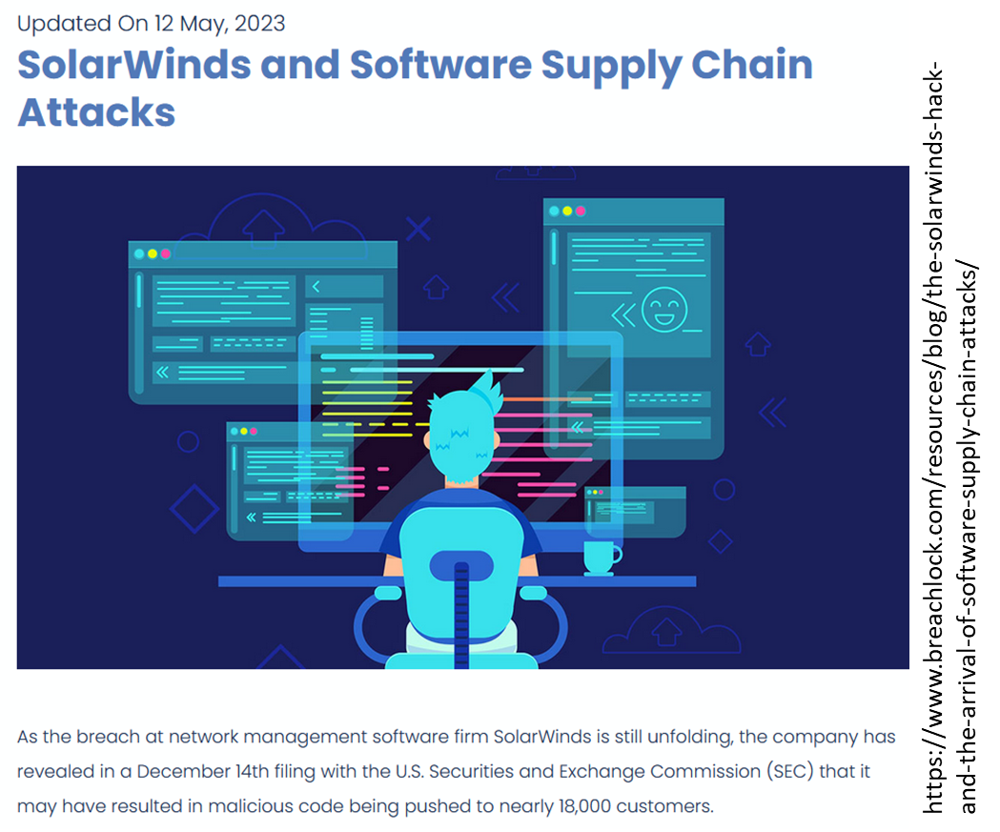 Updated On 12 May, 2023
SolarWinds and Software Supply Chain
Attacks
As the breach at network management software firm SolarWinds is still unfolding, the company has
revealed in a December 14th filing with the U.S. Securities and Exchange Commission (SEC) that it
may have resulted in malicious code being pushed to nearly 18,000 customers.
https://www.breachlock.com/resources/blog/the-solarwinds-hack-
and-the-arrival-of-software-supply-chain-attacks/